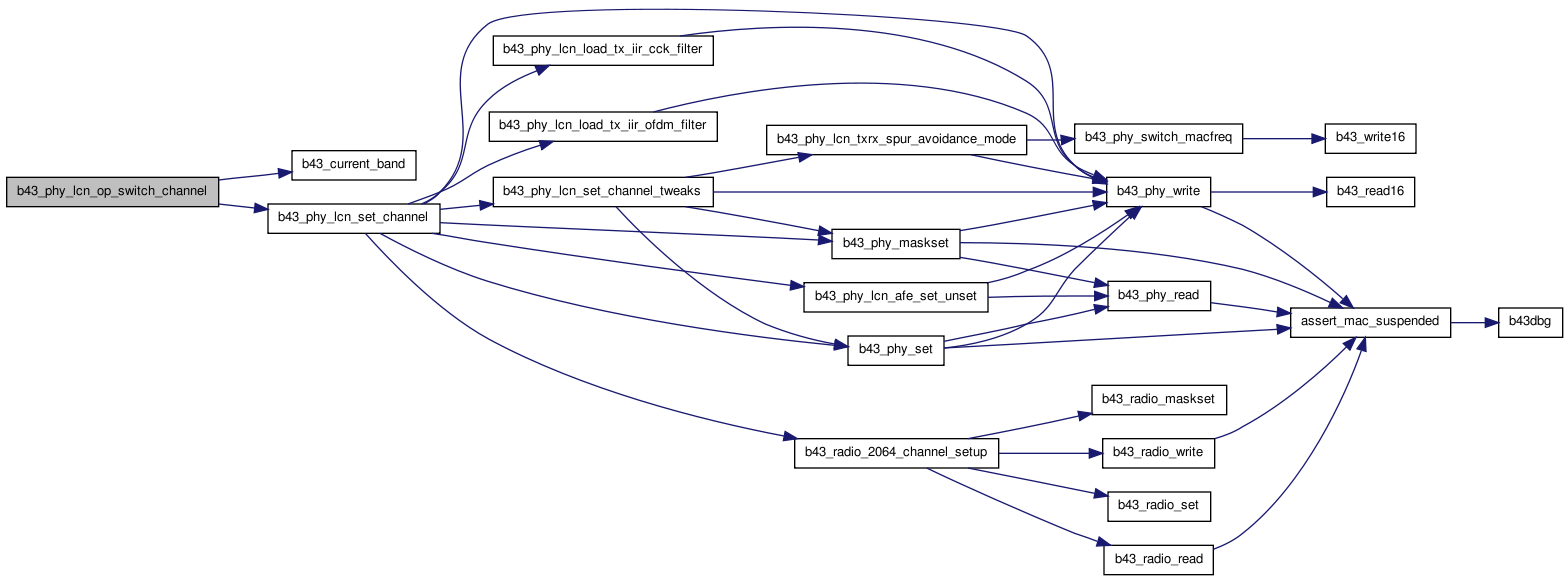 b43_phy_lcn_op_switch_channel
b43_current_band
b43_phy_lcn_set_channel
b43_phy_lcn_load_tx_iir_cck_filter
b43_phy_lcn_load_tx_iir_ofdm_filter
b43_phy_lcn_set_channel_tweaks
b43_phy_lcn_txrx_spur_avoidance_mode
b43_phy_maskset
b43_phy_lcn_afe_set_unset
b43_phy_set
b43_radio_2064_channel_setup
b43_phy_switch_macfreq
b43_phy_write
b43_phy_read
b43_radio_maskset
b43_radio_write
b43_radio_set
b43_radio_read
b43_write16
b43_read16
assert_mac_suspended
b43dbg